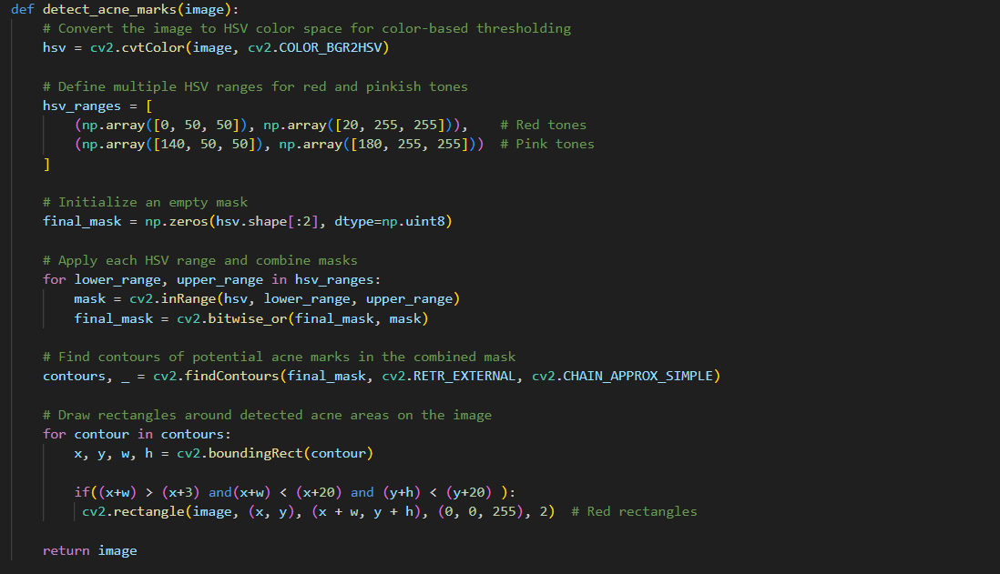 def detect_acne_marks(image):
    # Convert the image to HSV color space for color-based thresholding
    hsv = cv2.cvtColor(image, cv2.COLOR_BGR2HSV)

    # Define multiple HSV ranges for red and pinkish tones
    hsv_ranges = [
        (np.array([0, 50, 50]), np.array([20, 255, 255])),    # Red tones
        (np.array([140, 50, 50]), np.array([180, 255, 255]))  # Pink tones
    ]

    # Initialize an empty mask
    final_mask = np.zeros(hsv.shape[:2], dtype=np.uint8)

    # Apply each HSV range and combine masks
    for lower_range, upper_range in hsv_ranges:
        mask = cv2.inRange(hsv, lower_range, upper_range)
        final_mask = cv2.bitwise_or(final_mask, mask)

    # Find contours of potential acne marks in the combined mask
    contours, _ = cv2.findContours(final_mask, cv2.RETR_EXTERNAL, cv2.CHAIN_APPROX_SIMPLE)

    # Draw rectangles around detected acne areas on the image
    for contour in contours:
        x, y, w, h = cv2.boundingRect(contour)

        if((x+w) > (x+3) and(x+w) < (x+20) and (y+h) < (y+20) ):
         cv2.rectangle(image, (x, y), (x + w, y + h), (0, 0, 255), 2)  # Red rectangles

    return image